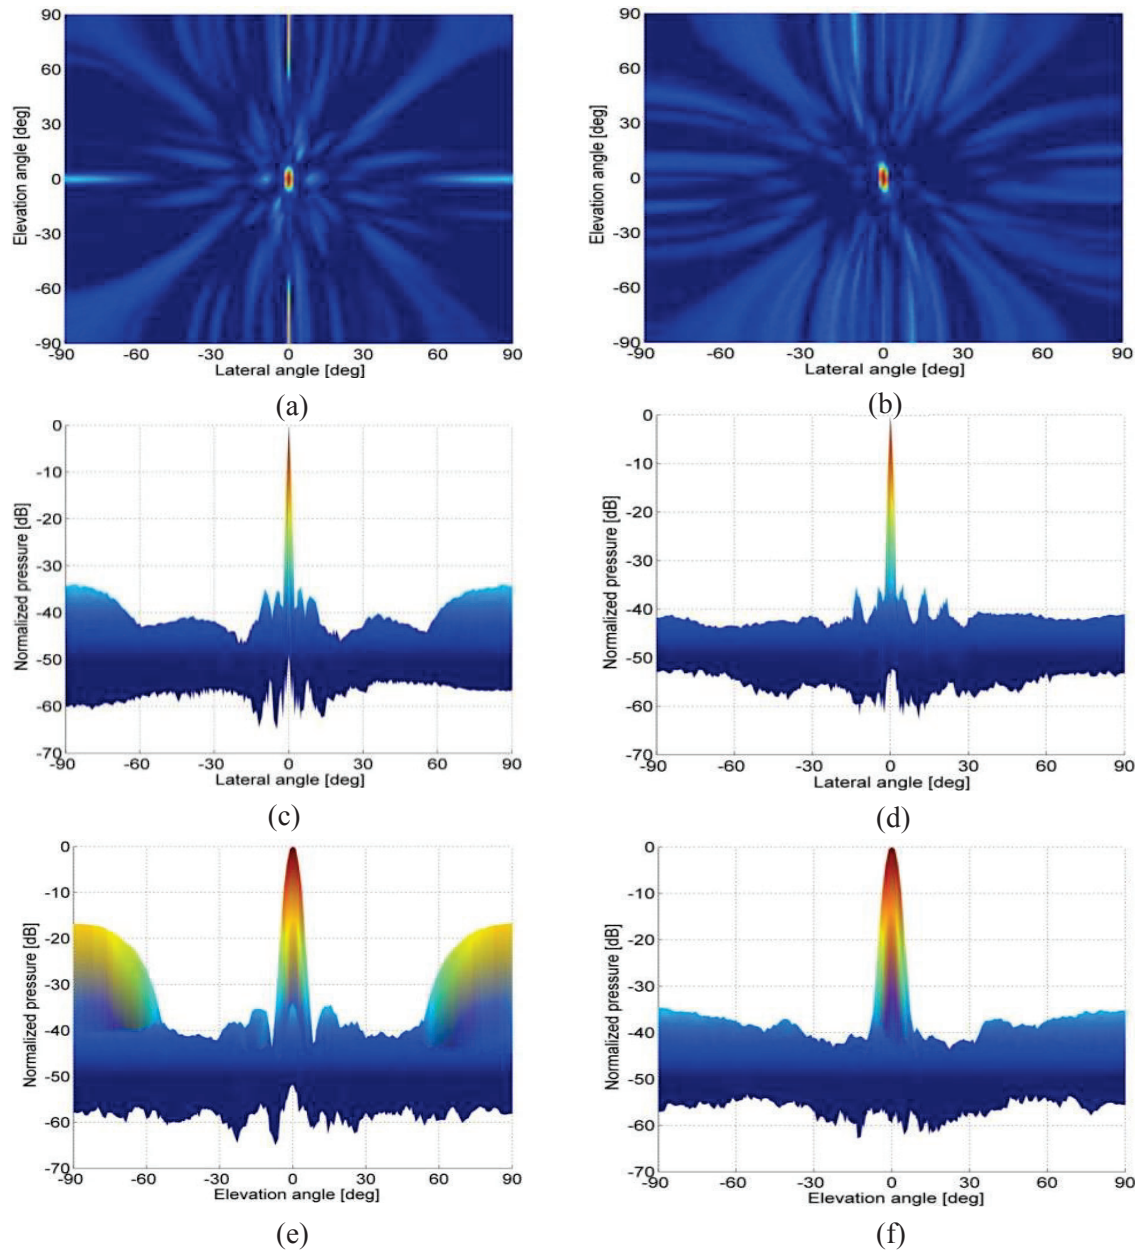 90
60
30
0
-30
-60
-90
Elevation angle [deg]
-90 -60 -30 0 30 60 90
Lateral angle [deg]
(a)
90
60
30
0
-30
-60
-90
Elevation angle [deg]
-90 -60 -30 0 30 60 90
Lateral angle [deg]
(b)
0
-10
-20
-30
-40
-50
-60
-70
Normalized pressure [dB]
-90 -60 -30 0 30 60 90
Lateral angle [deg]
(c)
0
-10
-20
-30
-40
-50
-60
-70
Normalized pressure [dB]
-90 -60 -30 0 30 60 90
Lateral angle [deg]
(d)
0
-10
-20
-30
-40
-50
-60
-70
Normalized pressure [dB]
-90 -60 -30 0 30 60 90
Elevation angle [deg]
(e)
0
-10
-20
-30
-40
-50
-60
-70
Normalized pressure [dB]
-90 -60 -30 0 30 60 90
Elevation angle [deg]
(f)